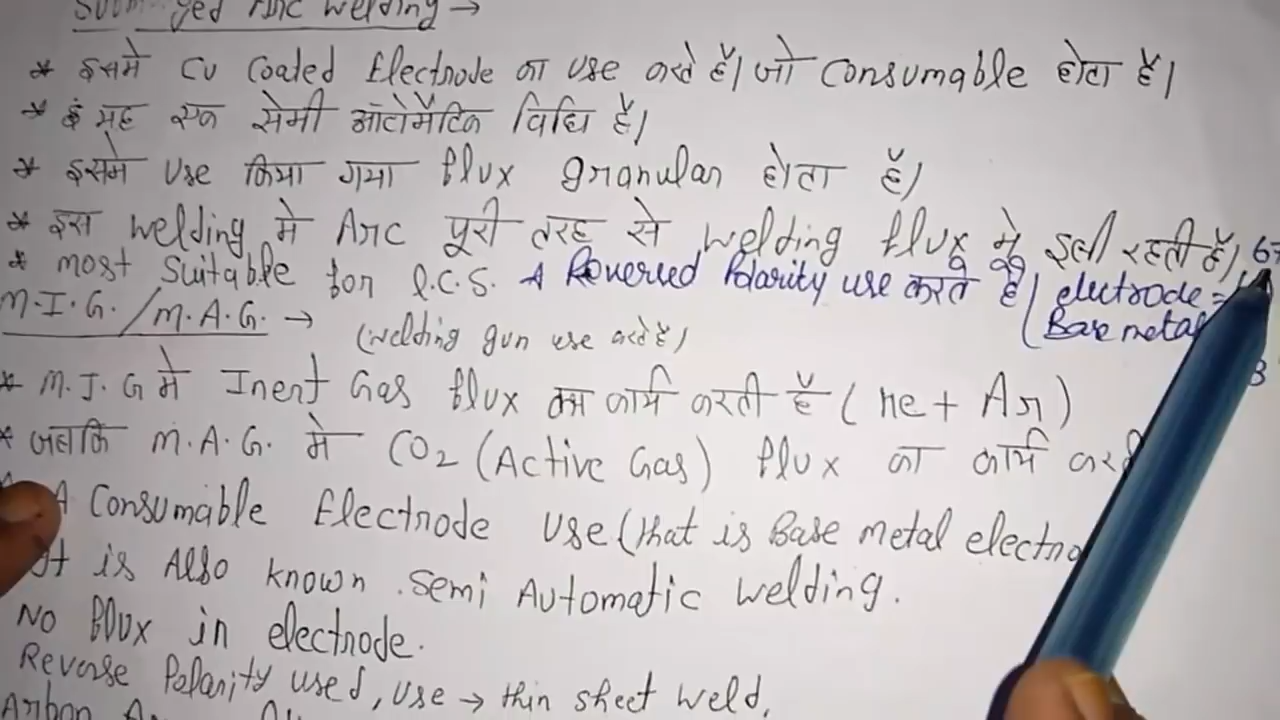 Arc Welding →
* इसमे Cu Coated Electrode का use करते हैं। जो Consumable होता हैं।
* यह एक सेमी ऑटोमैटिक विधि हैं।
* इसमे use किया गया flux granular होता हैं।
* इस welding मे Arc पूरी तरह से welding flux मे डुबी रहती हैं।
* most suitable for L.C.S. * Reversed Polarity use करते हैं। electrode =
(Base metal
M.I.G. / M.A.G. → (welding gun use करते हैं)
* M.I.G मे Inert Gas flux का कार्य करती हैं (He + Ar)
* जबकि M.A.G. मे CO2 (Active Gas) flux का कार्य
A Consumable Electrode Use (that is Base metal
It is Also known semi Automatic welding.
No flux in electrode.
Reverse Polarity used, use → thin sheet weld.